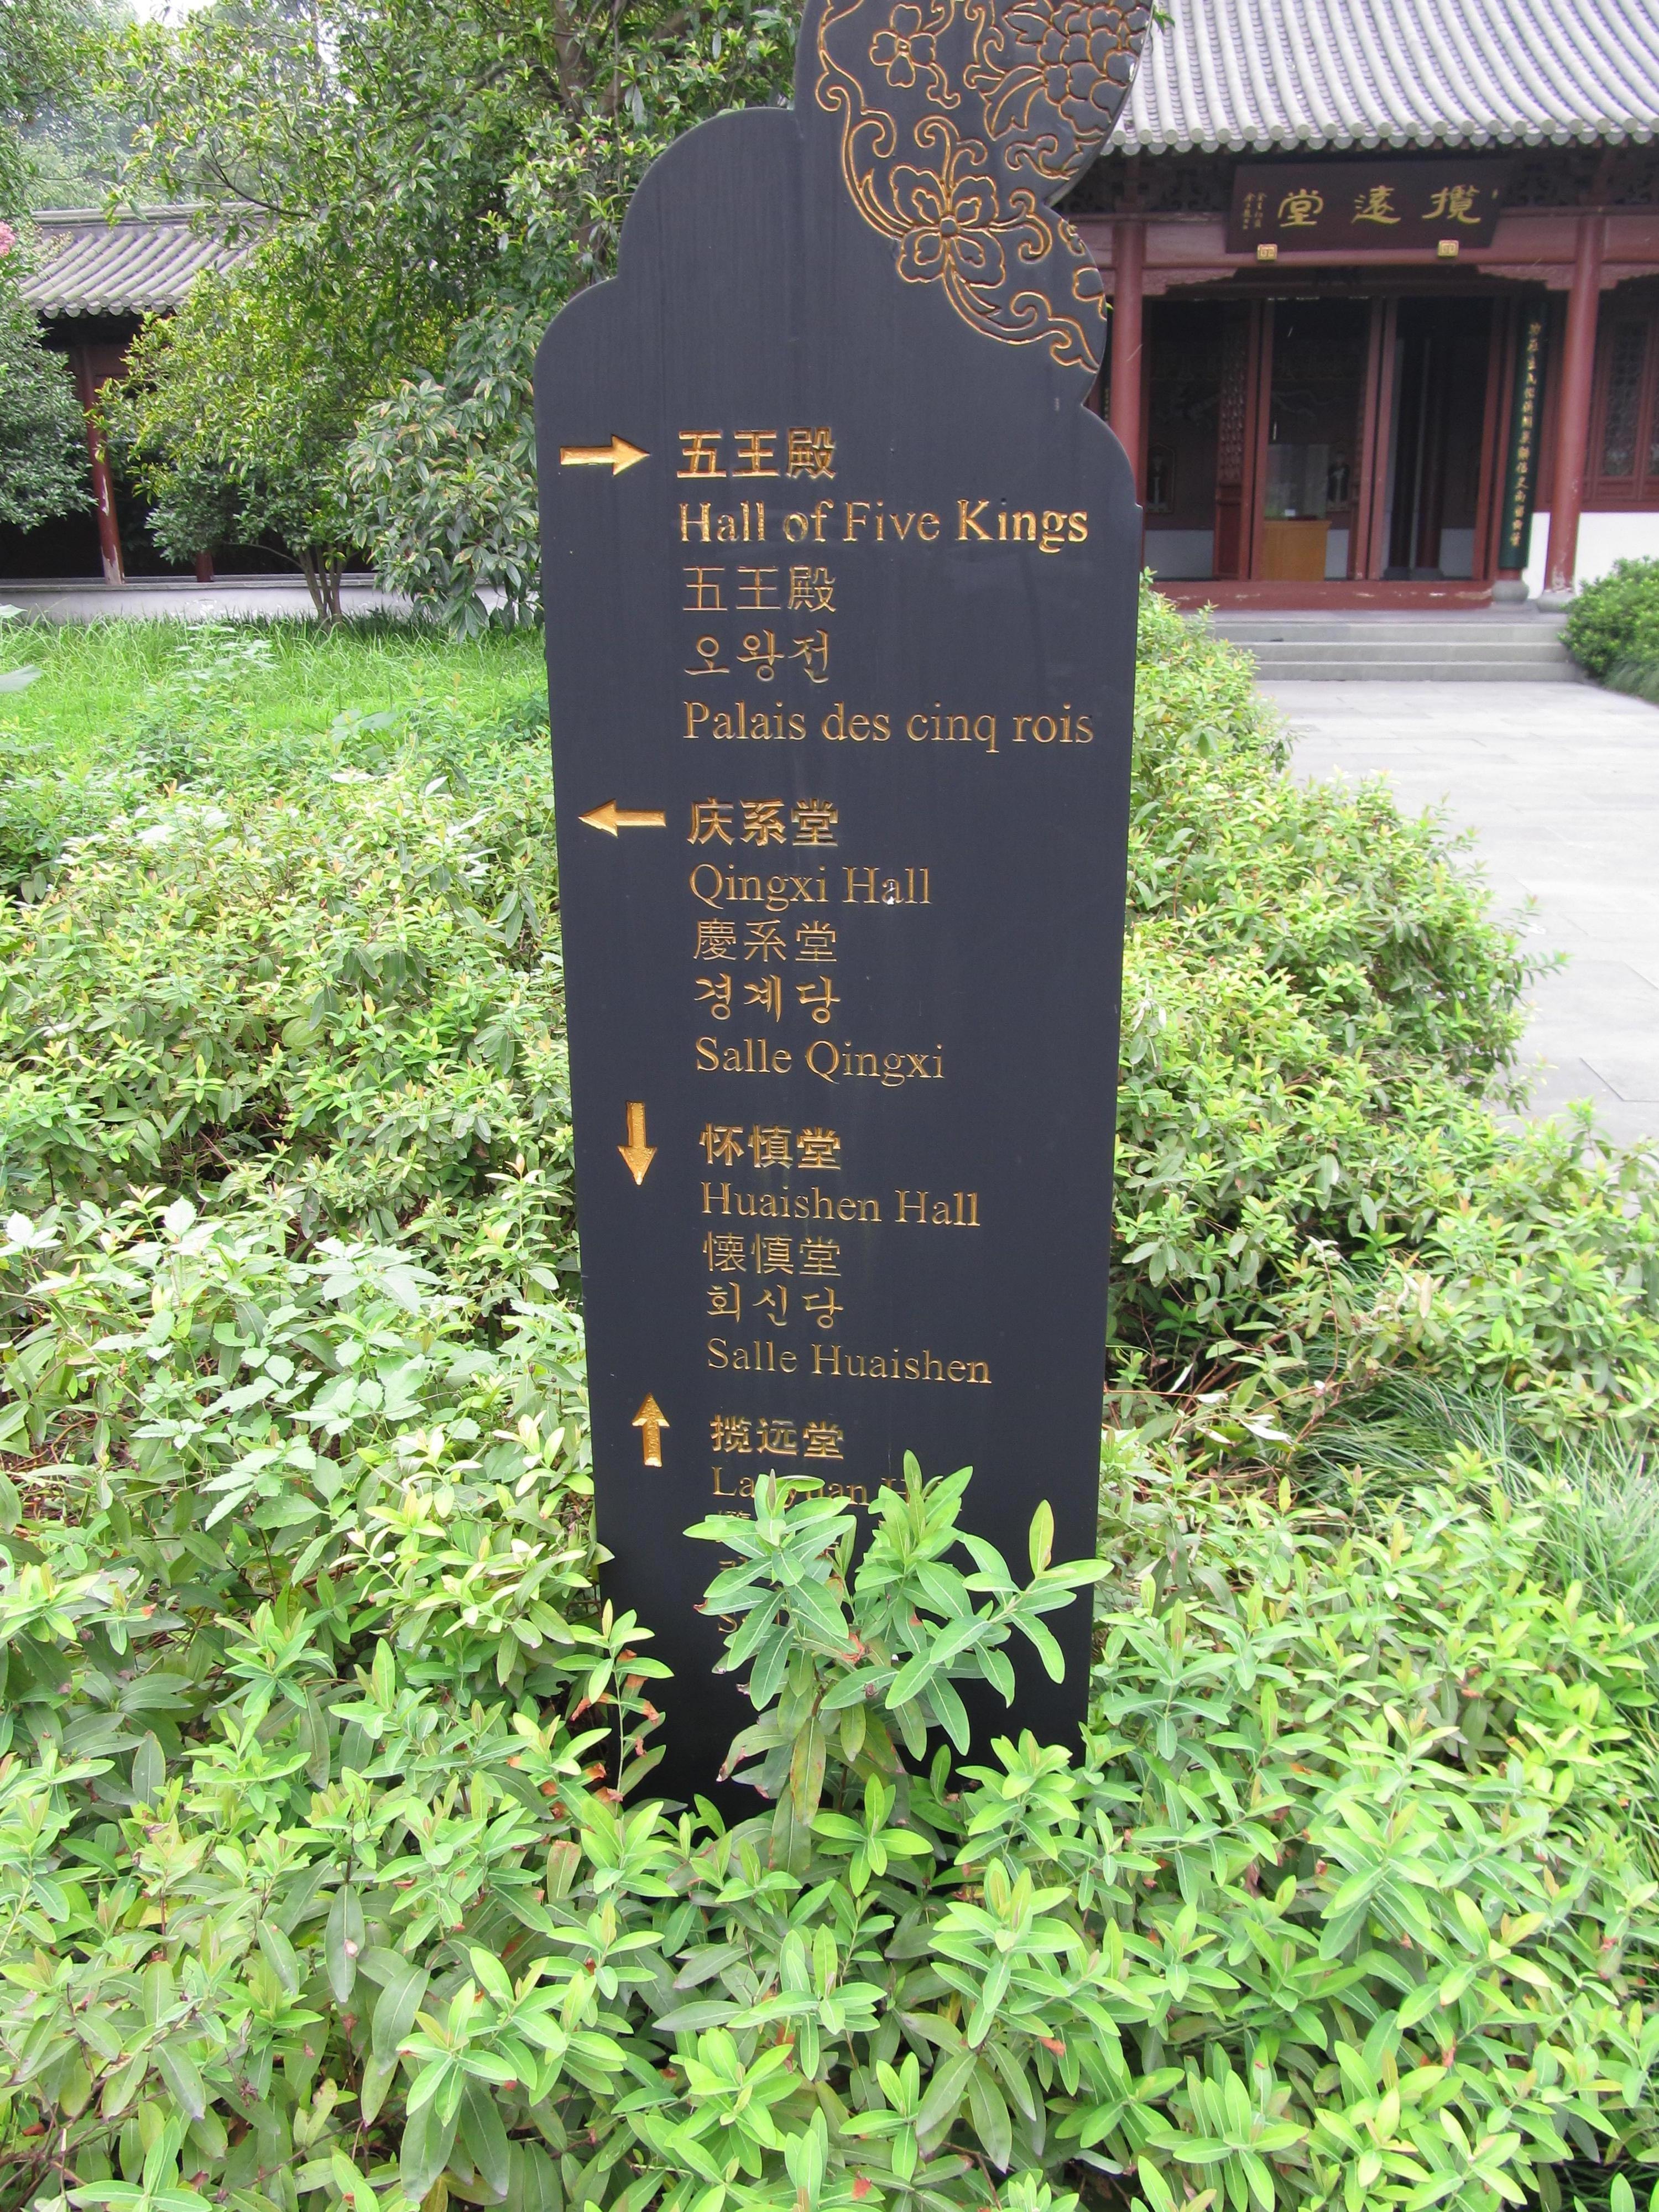 攬遠堂
五王殿
Hall of Five Kings
五王殿
오왕전
Palais des cinq rois
庆系堂
Qingxi Hall
慶系堂
경계당
Salle Qingxi
怀慎堂
Huaishen Hall
懐慎堂
회신당
Salle Huaishen
揽远堂